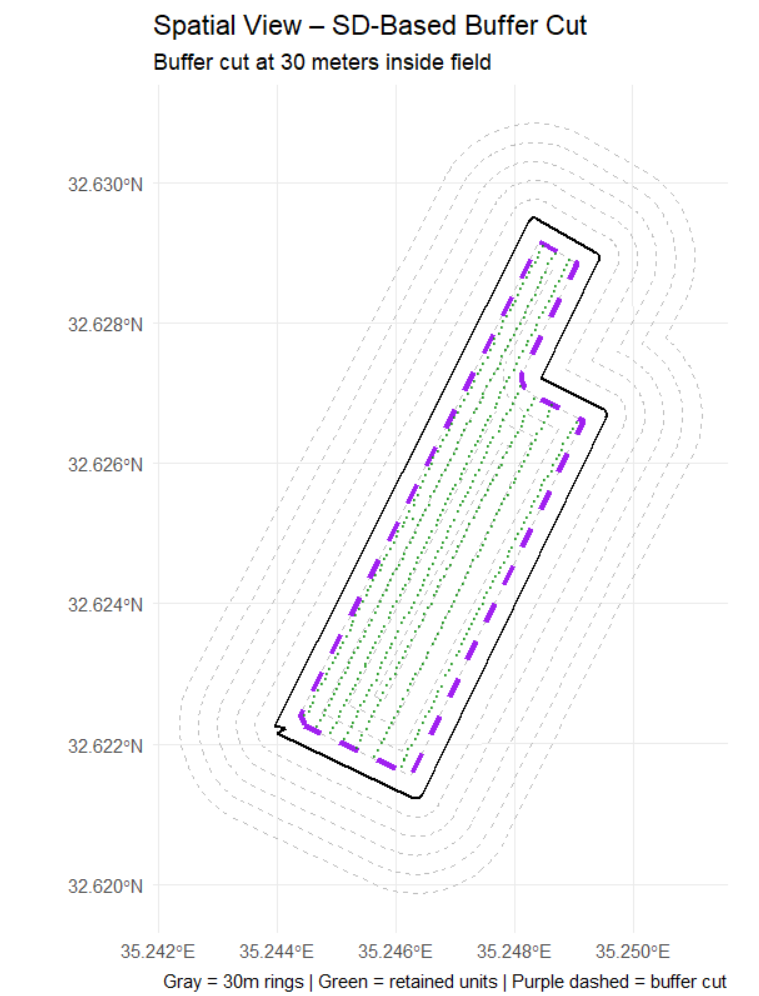 Spatial View – SD-Based Buffer Cut
Buffer cut at 30 meters inside field
32.630°N
32.628°N
32.626°N
32.624°N
32.622°N
32.620°N
35.242°E 35.244°E 35.246°E 35.248°E 35.250°E
Gray = 30m rings | Green = retained units | Purple dashed = buffer cut